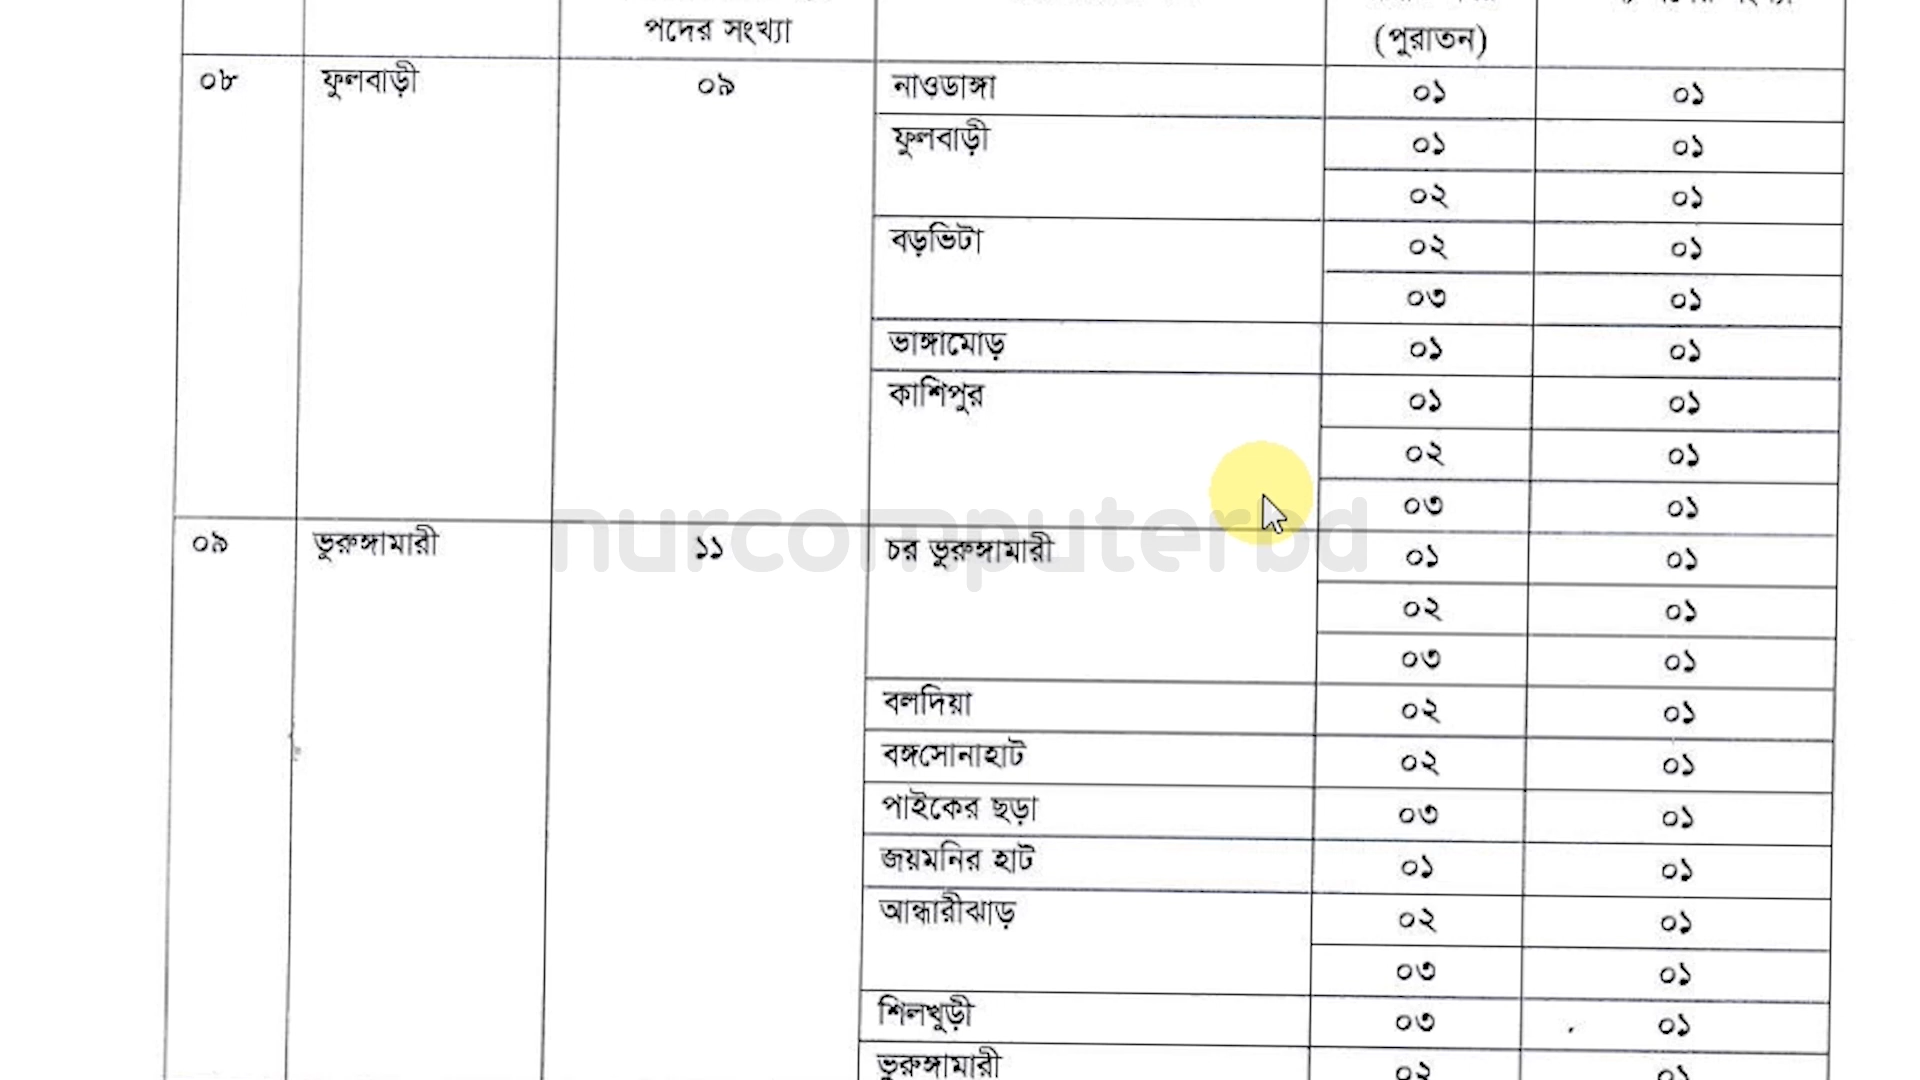 পদের সংখ্যা
(পুরাতন)
০৮ ফুলবাড়ী ০৯ নাওডাঙ্গা ০১ ০১
ফুলবাড়ী ০১ ০১
০২ ০১
বড়ভিটা ০২ ০১
০৩ ০১
ভাঙ্গামোড় ০১ ০১
কাশিপুর ০১ ০১
০২ ০১
০৩ ০১
nurcomputerbd
০৯ ভুরুঙ্গামারী ১১ চর ভুরুঙ্গামারী ০১ ০১
০২ ০১
০৩ ০১
বলদিয়া ০২ ০১
বঙ্গসোনাহাট ০২ ০১
পাইকের ছড়া ০৩ ০১
জয়মনির হাট ০১ ০১
আন্ধারীঝাড় ০২ ০১
০৩ ০১
শিলখুড়ী ০৩ ০১
ভুরুঙ্গামারী ০২ ০১